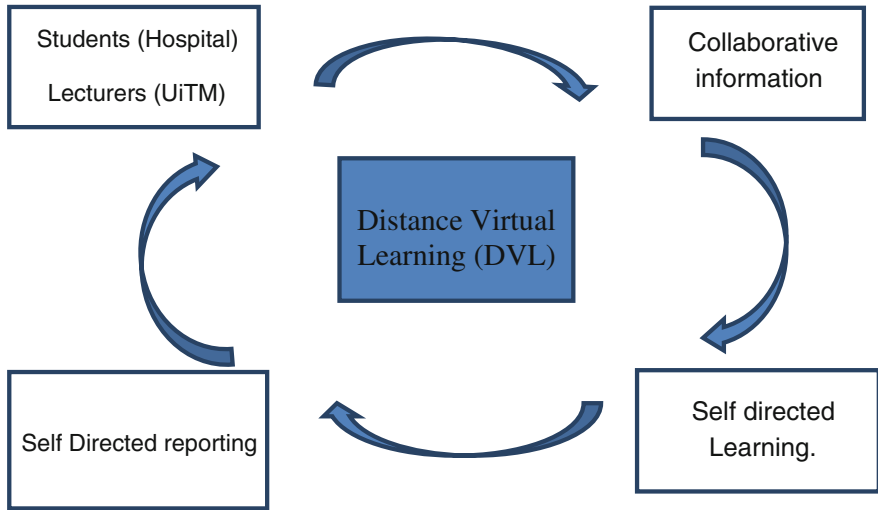 Students (Hospital)
Lecturers (UiTM)
Collaborative
information
Distance Virtual
Learning (DVL)
Self Directed reporting
Self directed
Learning.